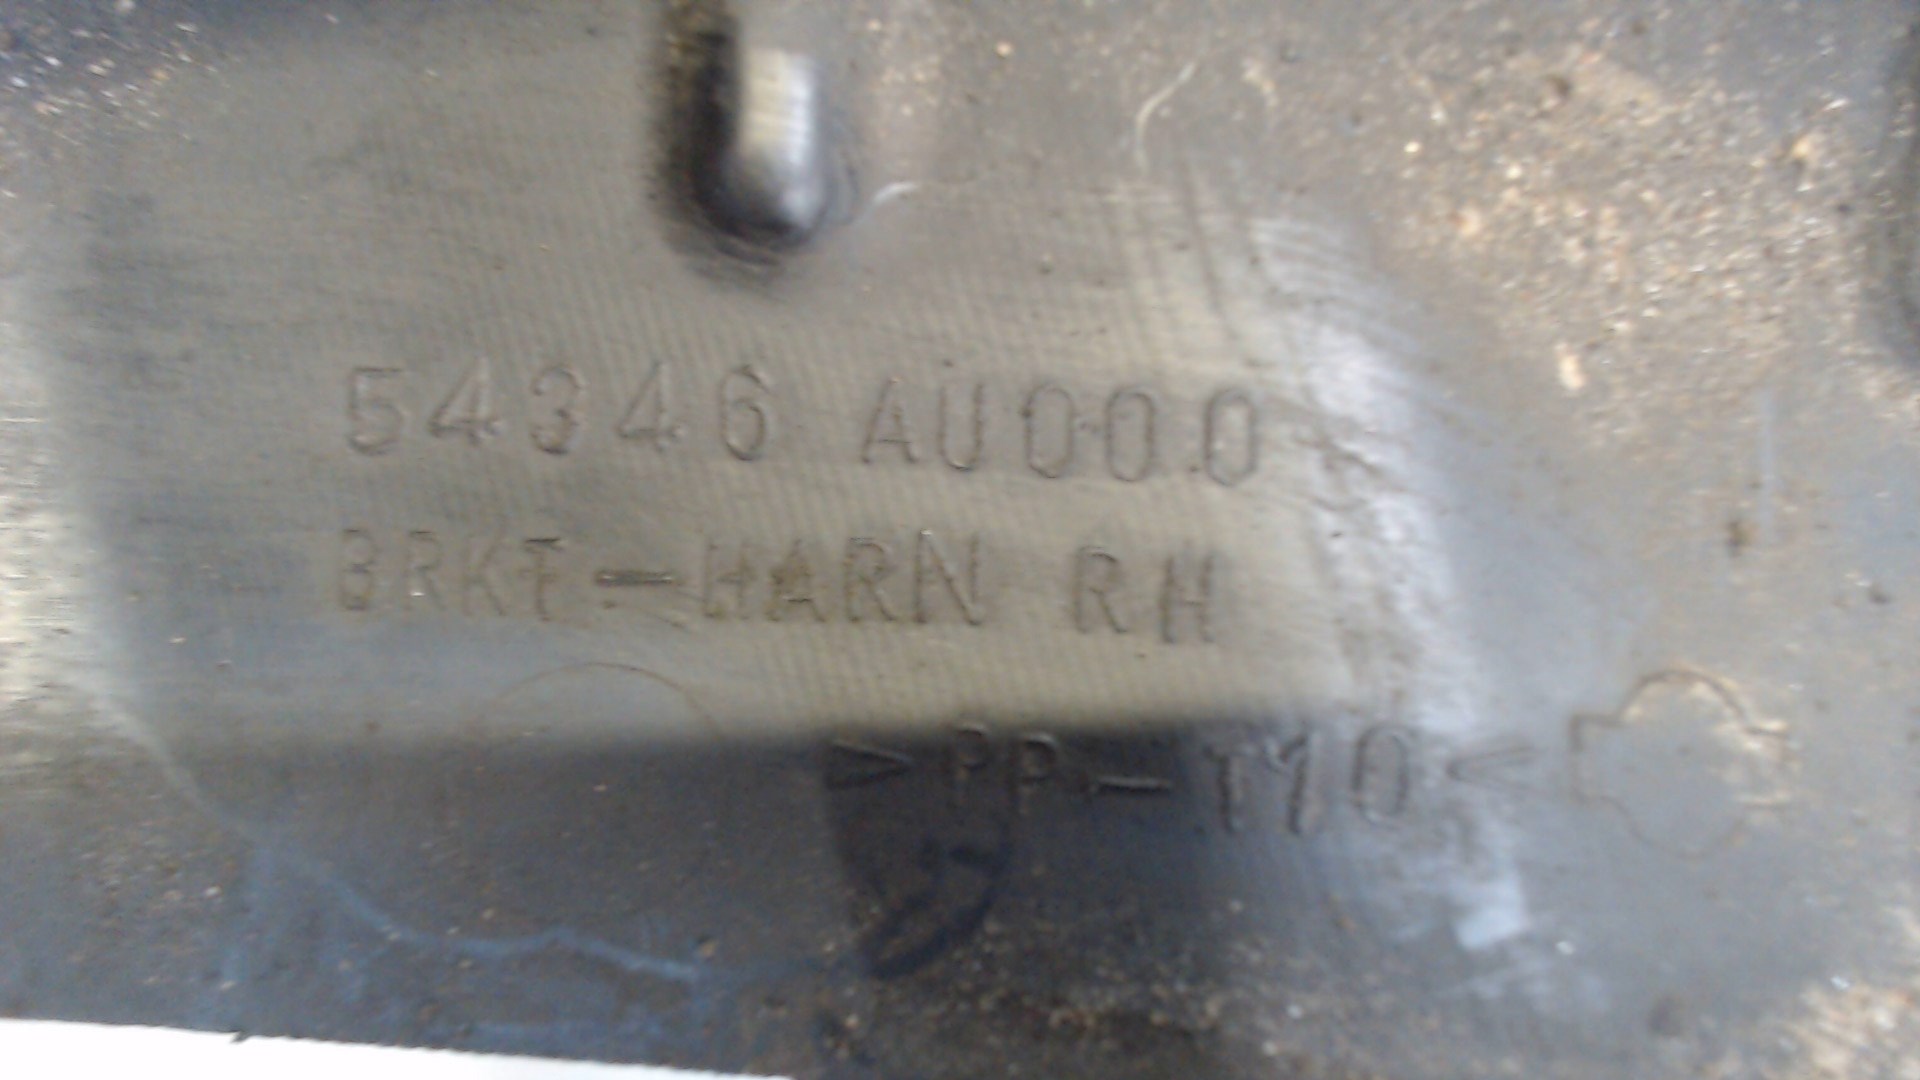 54346 AU000
BRKT-HARN RH
>PP-T10<